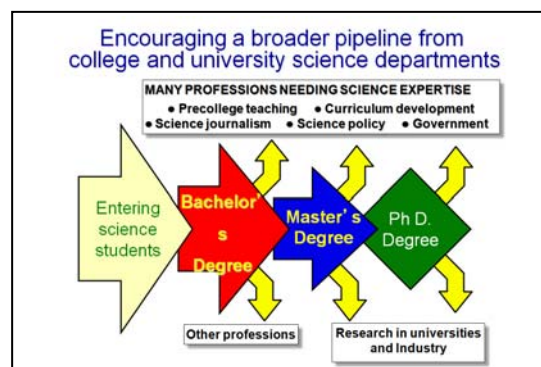 Encouraging a broader pipeline from
college and university science departments
MANY PROFESSIONS NEEDING SCIENCE EXPERTISE
● Precollege teaching ● Curriculum development
● Science journalism ● Science policy ● Government
Entering
science
students
Bachelor’
s
Degree
Master’s
Degree
Ph D.
Degree
Other professions
Research in universities
and Industry